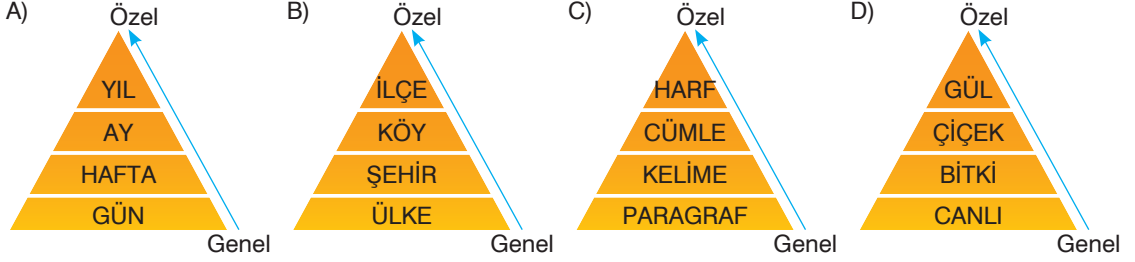 A)
Özel
YIL
AY
HAFTA
GÜN
Genel
B)
Özel
İLÇE
KÖY
ŞEHİR
ÜLKE
Genel
C)
Özel
HARF
CÜMLE
KELİME
PARAGRAF
Genel
D)
Özel
GÜL
ÇİÇEK
BİTKİ
CANLI
Genel